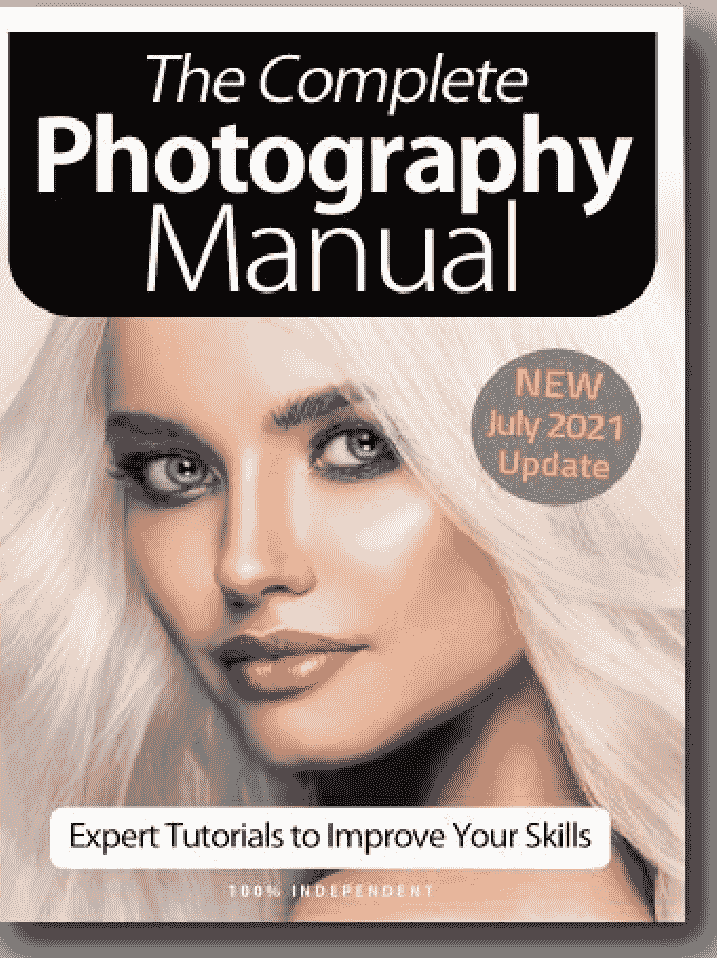 The Complete
Photography
Manual
NEW
July 2021
Update
Expert Tutorials to Improve Your Skills
100% INDEPENDENT